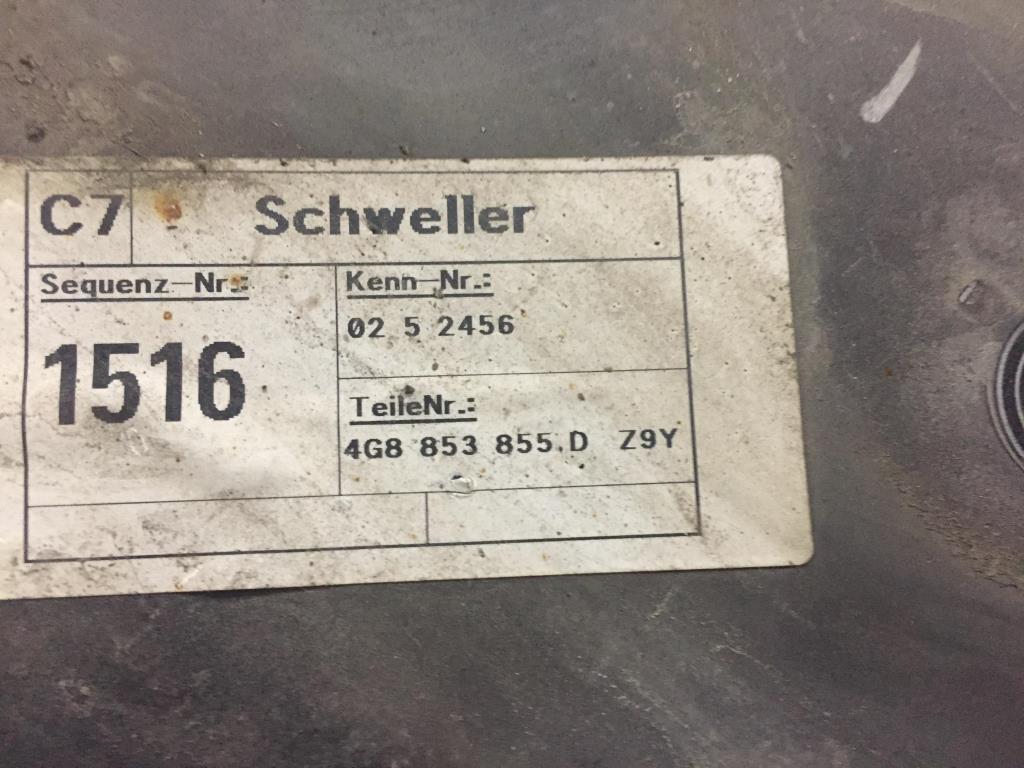 C7 Schweller
Sequenz-Nr.:
1516
Kenn-Nr.:
02 5 2456
TeileNr.:
4G8 853 855.D Z9Y